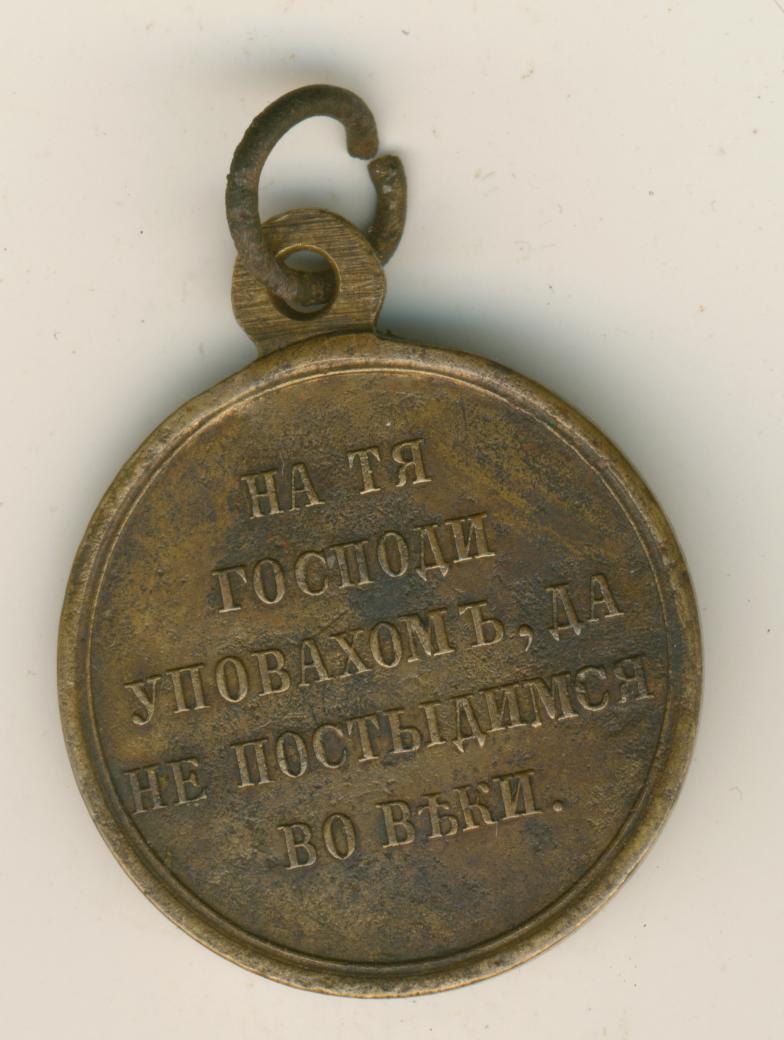 НА ТЯ
ГОСПОДИ
УПОВАХОМЪ, ДА
НЕ ПОСТЫДИМСЯ
ВО ВѢКИ.